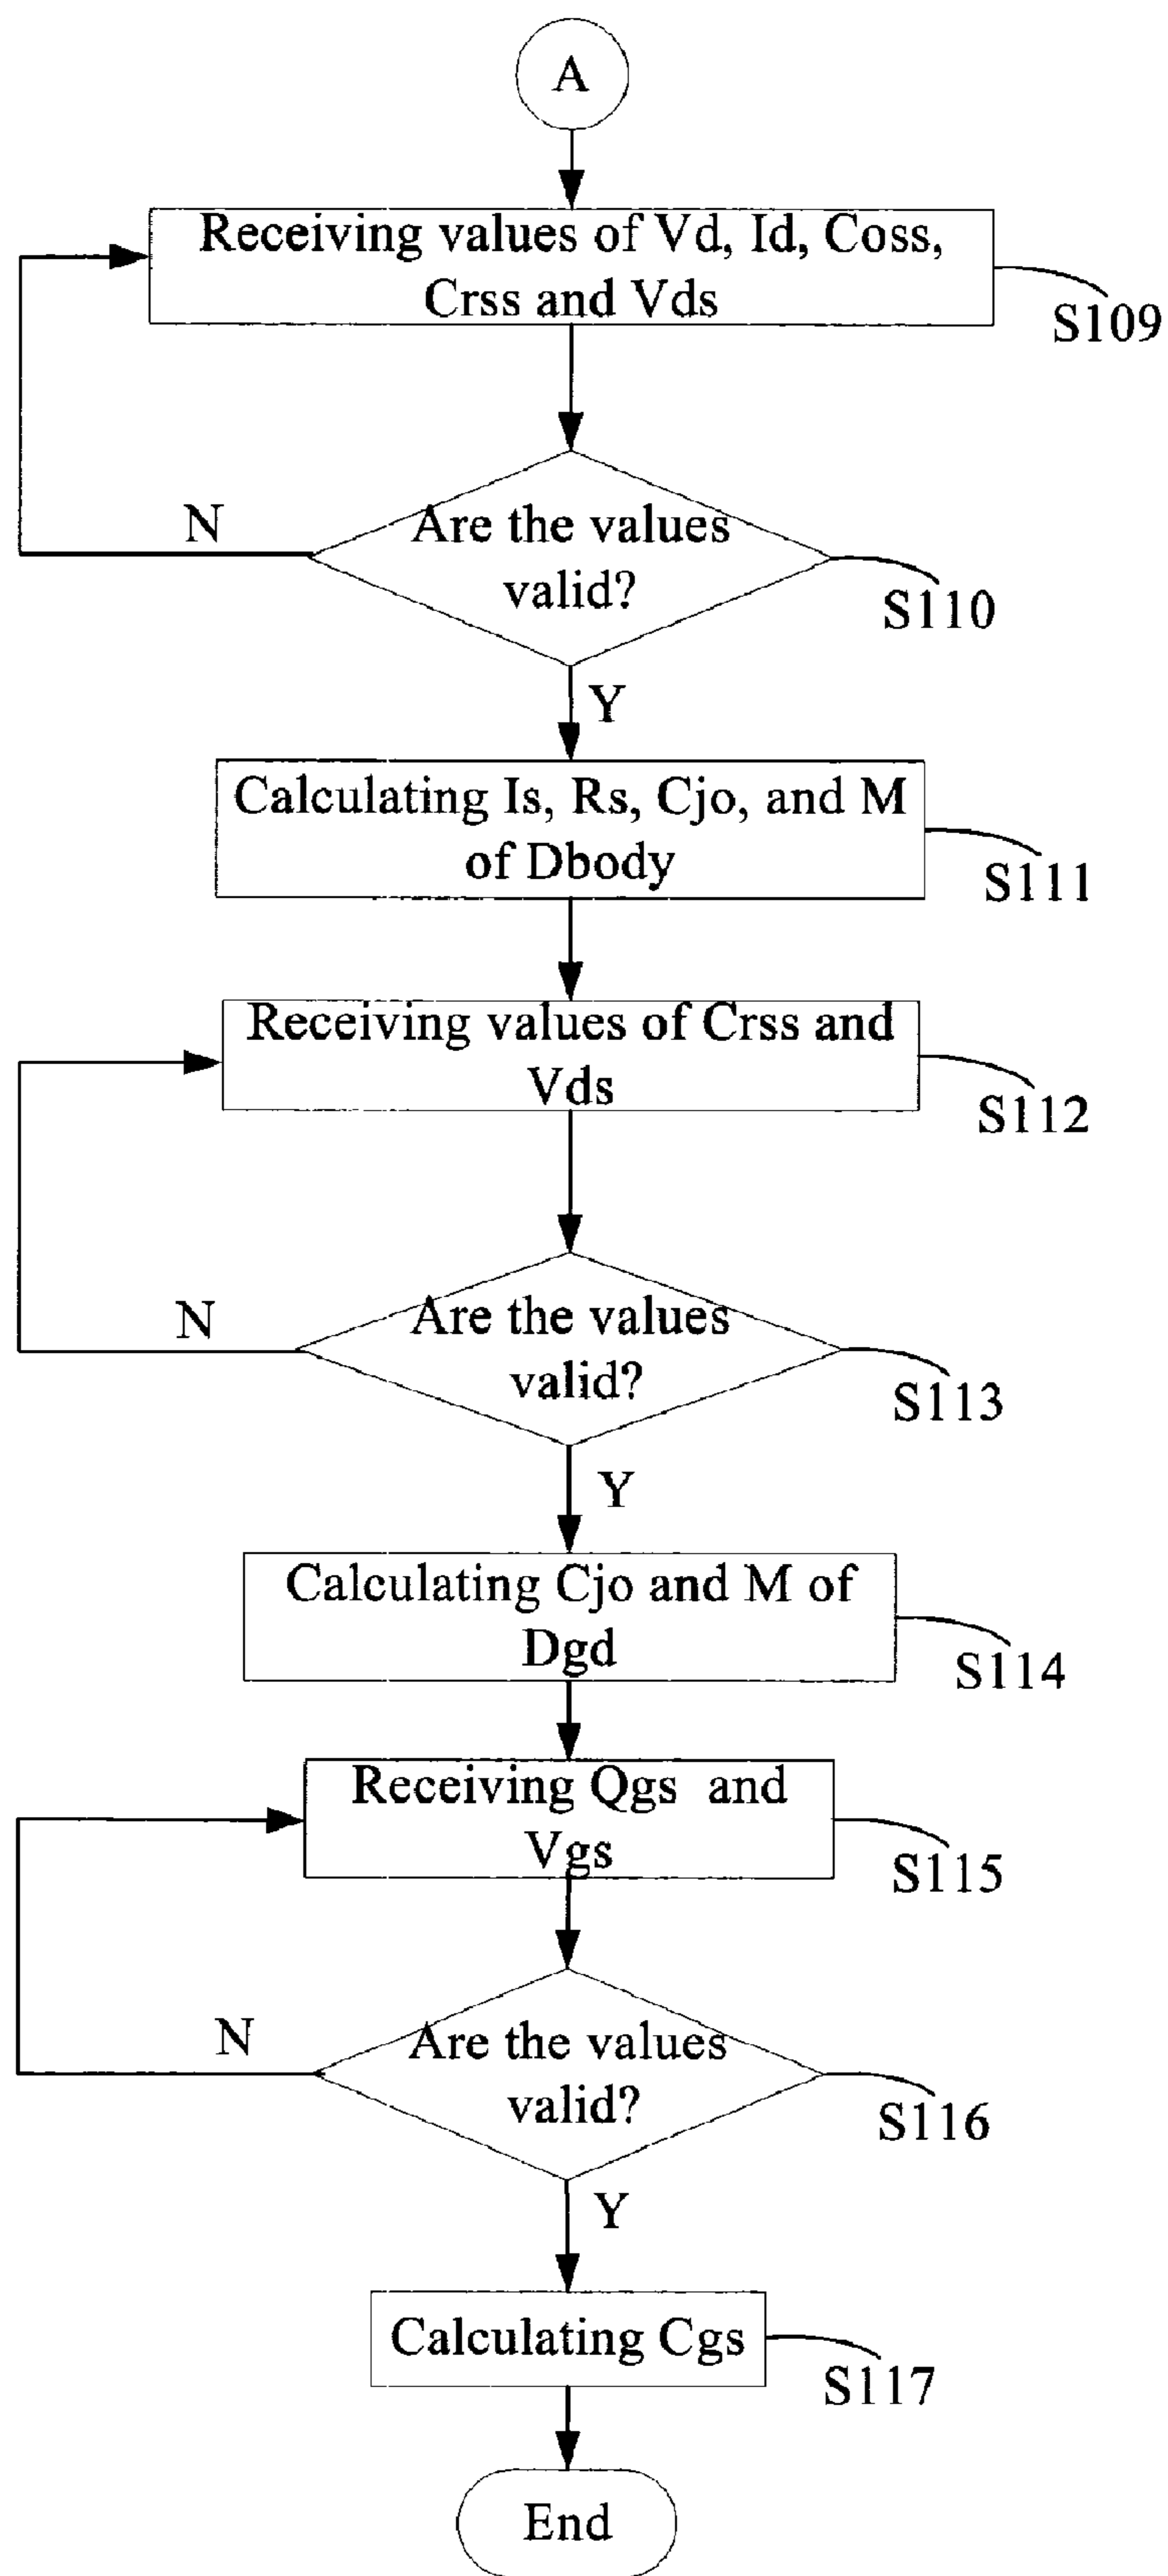 A
Receiving values of Vd, Id, Coss,
Crss and Vds
S109
Are the values
valid?
N
S110
Y
Calculating Is, Rs, Cjo, and M
of Dbody
S111
Receiving values of Crss and
Vds
S112
Are the values
valid?
N
S113
Y
Calculating Cjo and M of
Dgd
S114
Receiving Qgs and
Vgs
S115
Are the values
valid?
N
S116
Y
Calculating Cgs
S117
End